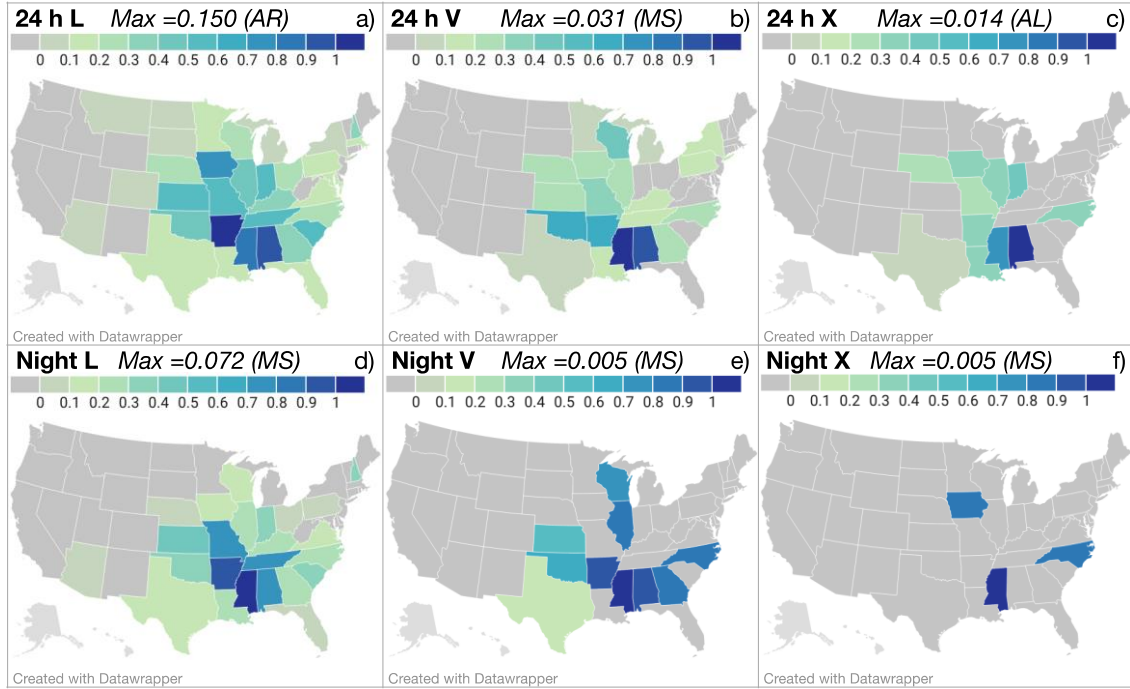 24 h L Max =0.150 (AR) a)
0 0.1 0.2 0.3 0.4 0.5 0.6 0.7 0.8 0.9 1
Created with Datawrapper
24 h V Max =0.031 (MS) b)
0 0.1 0.2 0.3 0.4 0.5 0.6 0.7 0.8 0.9 1
Created with Datawrapper
24 h X Max =0.014 (AL) c)
0 0.1 0.2 0.3 0.4 0.5 0.6 0.7 0.8 0.9 1
Created with Datawrapper
Night L Max =0.072 (MS) d)
0 0.1 0.2 0.3 0.4 0.5 0.6 0.7 0.8 0.9 1
Created with Datawrapper
Night V Max =0.005 (MS) e)
0 0.1 0.2 0.3 0.4 0.5 0.6 0.7 0.8 0.9 1
Created with Datawrapper
Night X Max =0.005 (MS) f)
0 0.1 0.2 0.3 0.4 0.5 0.6 0.7 0.8 0.9 1
Created with Datawrapper